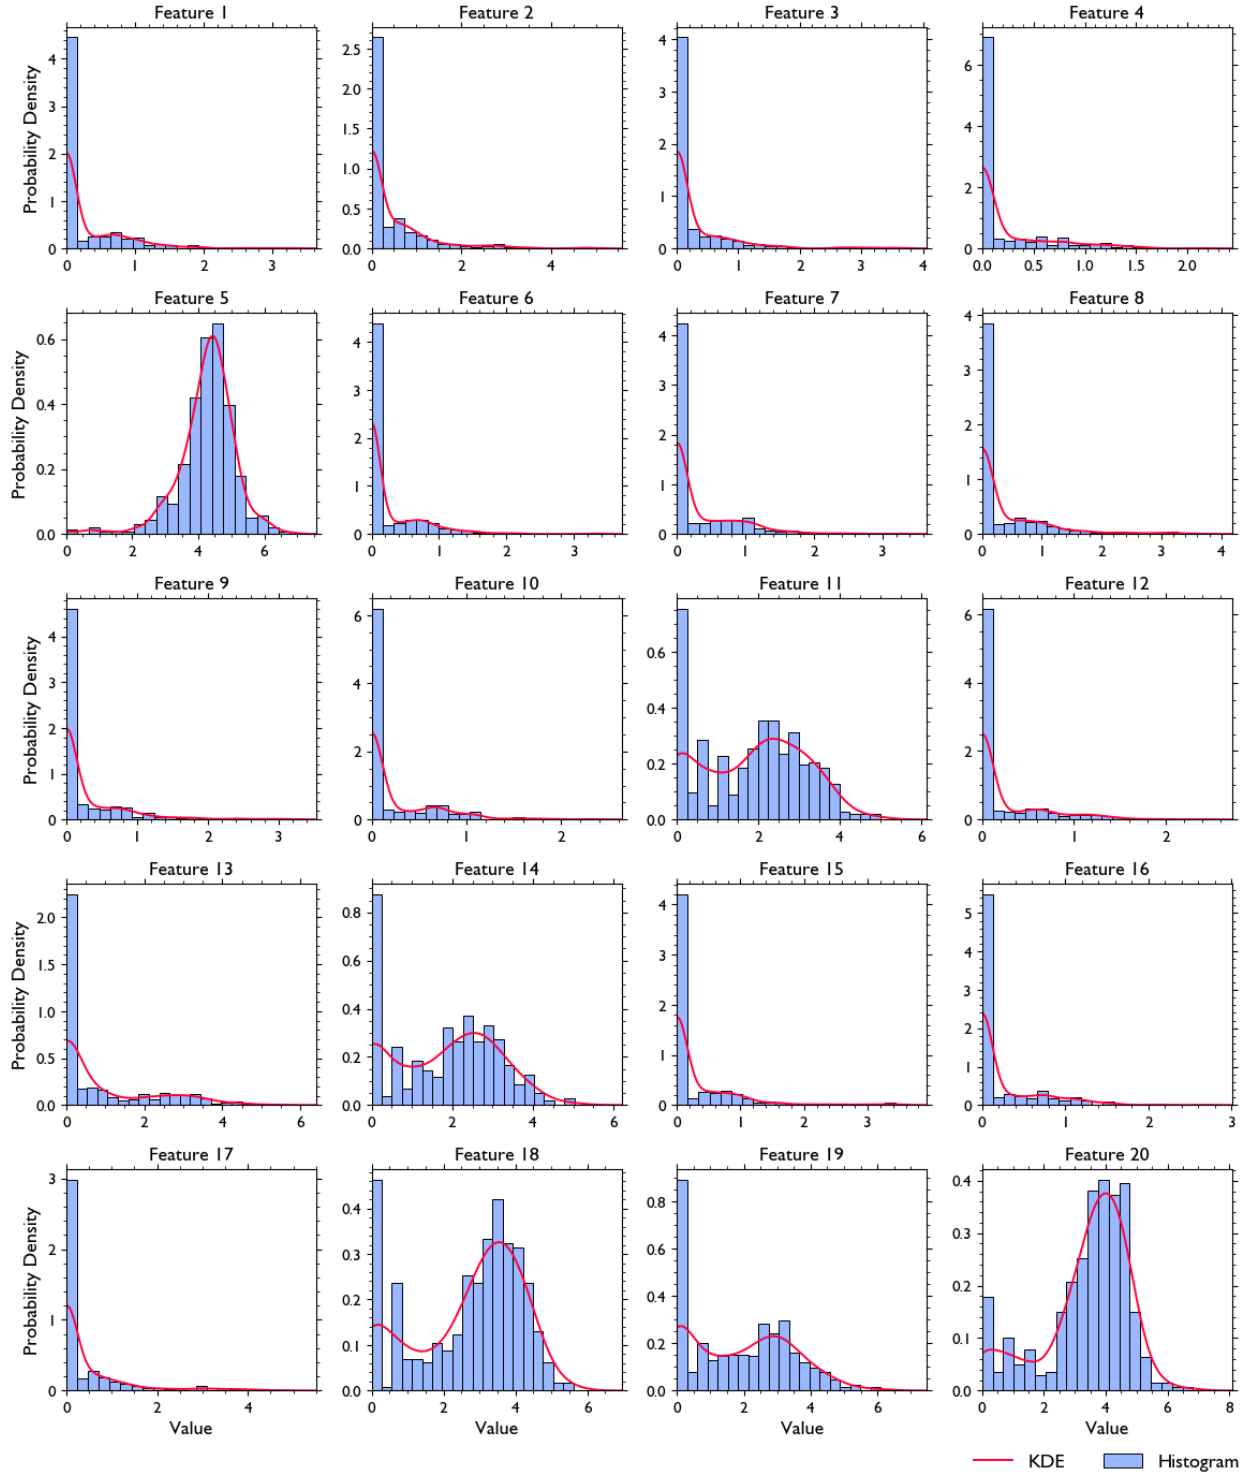 Feature 1 Feature 2 Feature 3 Feature 4
Probability Density
4 3 2 1 0
0 1 2 3
2.5 2.0 1.5 1.0 0.5 0.0
0 2 4
4 3 2 1 0
0 1 2 3 4
6 4 2 0
0.0 0.5 1.0 1.5 2.0
Feature 5 Feature 6 Feature 7 Feature 8
Probability Density
0.6 0.4 0.2 0.0
0 2 4 6
4 3 2 1 0
0 1 2 3
4 3 2 1 0
0 1 2 3
4 3 2 1 0
0 1 2 3 4
Feature 9 Feature 10 Feature 11 Feature 12
Probability Density
4 3 2 1 0
0 1 2 3
6 4 2 0
0 1 2
0.6 0.4 0.2 0.0
0 2 4 6
6 4 2 0
0 1 2
Feature 13 Feature 14 Feature 15 Feature 16
Probability Density
2.0 1.5 1.0 0.5 0.0
0 2 4 6
0.8 0.6 0.4 0.2 0.0
0 2 4 6
4 3 2 1 0
0 1 2 3
5 4 3 2 1 0
0 1 2 3
Feature 17 Feature 18 Feature 19 Feature 20
Probability Density
3 2 1 0
0 2 4
0.4 0.3 0.2 0.1 0.0
0 2 4 6
0.8 0.6 0.4 0.2 0.0
0 2 4 6
0.4 0.3 0.2 0.1 0.0
0 2 4 6 8
Value Value Value Value
KDE Histogram